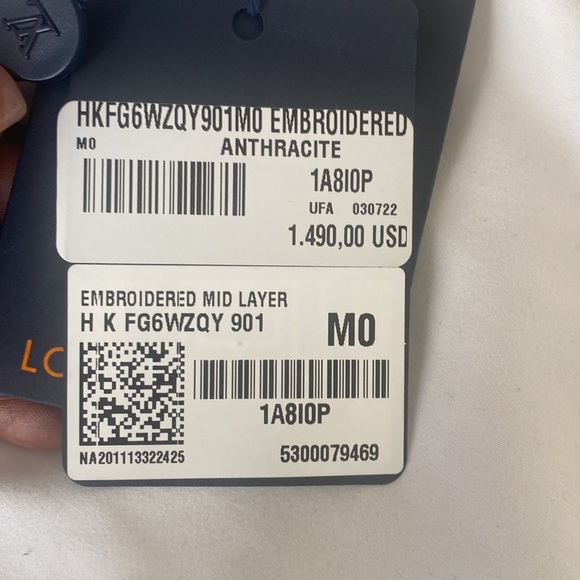 HKFG6WZQY901M0 EMBROIDERED
M0 ANTHRACITE
1A8I0P
UFA 030722
1.490,00 USD
EMBROIDERED MID LAYER
H K FG6WZQY 901
M0
1A8I0P
NA201113322425
5300079469
LO